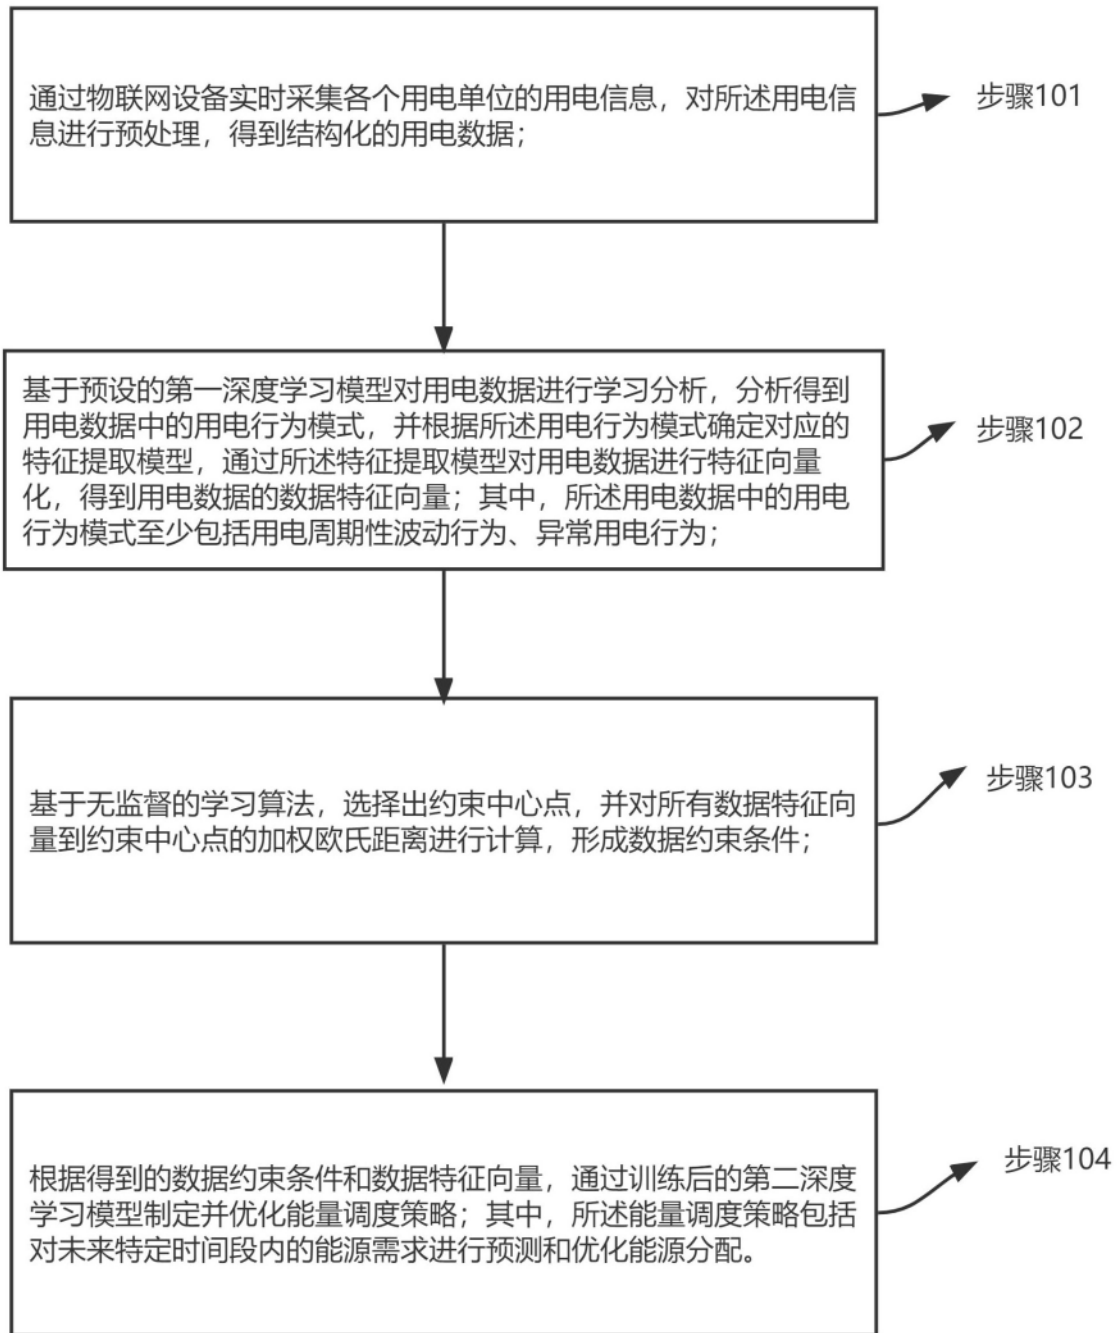 通过物联网设备实时采集各个用电单位的用电信息，对所述用电信
息进行预处理，得到结构化的用电数据；
步骤101
基于预设的第一深度学习模型对用电数据进行学习分析，分析得到
用电数据中的用电行为模式，并根据所述用电行为模式确定对应的
特征提取模型，通过所述特征提取模型对用电数据进行特征向量
化，得到用电数据的数据特征向量；其中，所述用电数据中的用电
行为模式至少包括用电周期性波动行为、异常用电行为；
步骤102
基于无监督的学习算法，选择出约束中心点，并对所有数据特征向
量到约束中心点的加权欧氏距离进行计算，形成数据约束条件；
步骤103
根据得到的数据约束条件和数据特征向量，通过训练后的第二深度
学习模型制定并优化能量调度策略；其中，所述能量调度策略包括
对未来特定时间段内的能源需求进行预测和优化能源分配。
步骤104